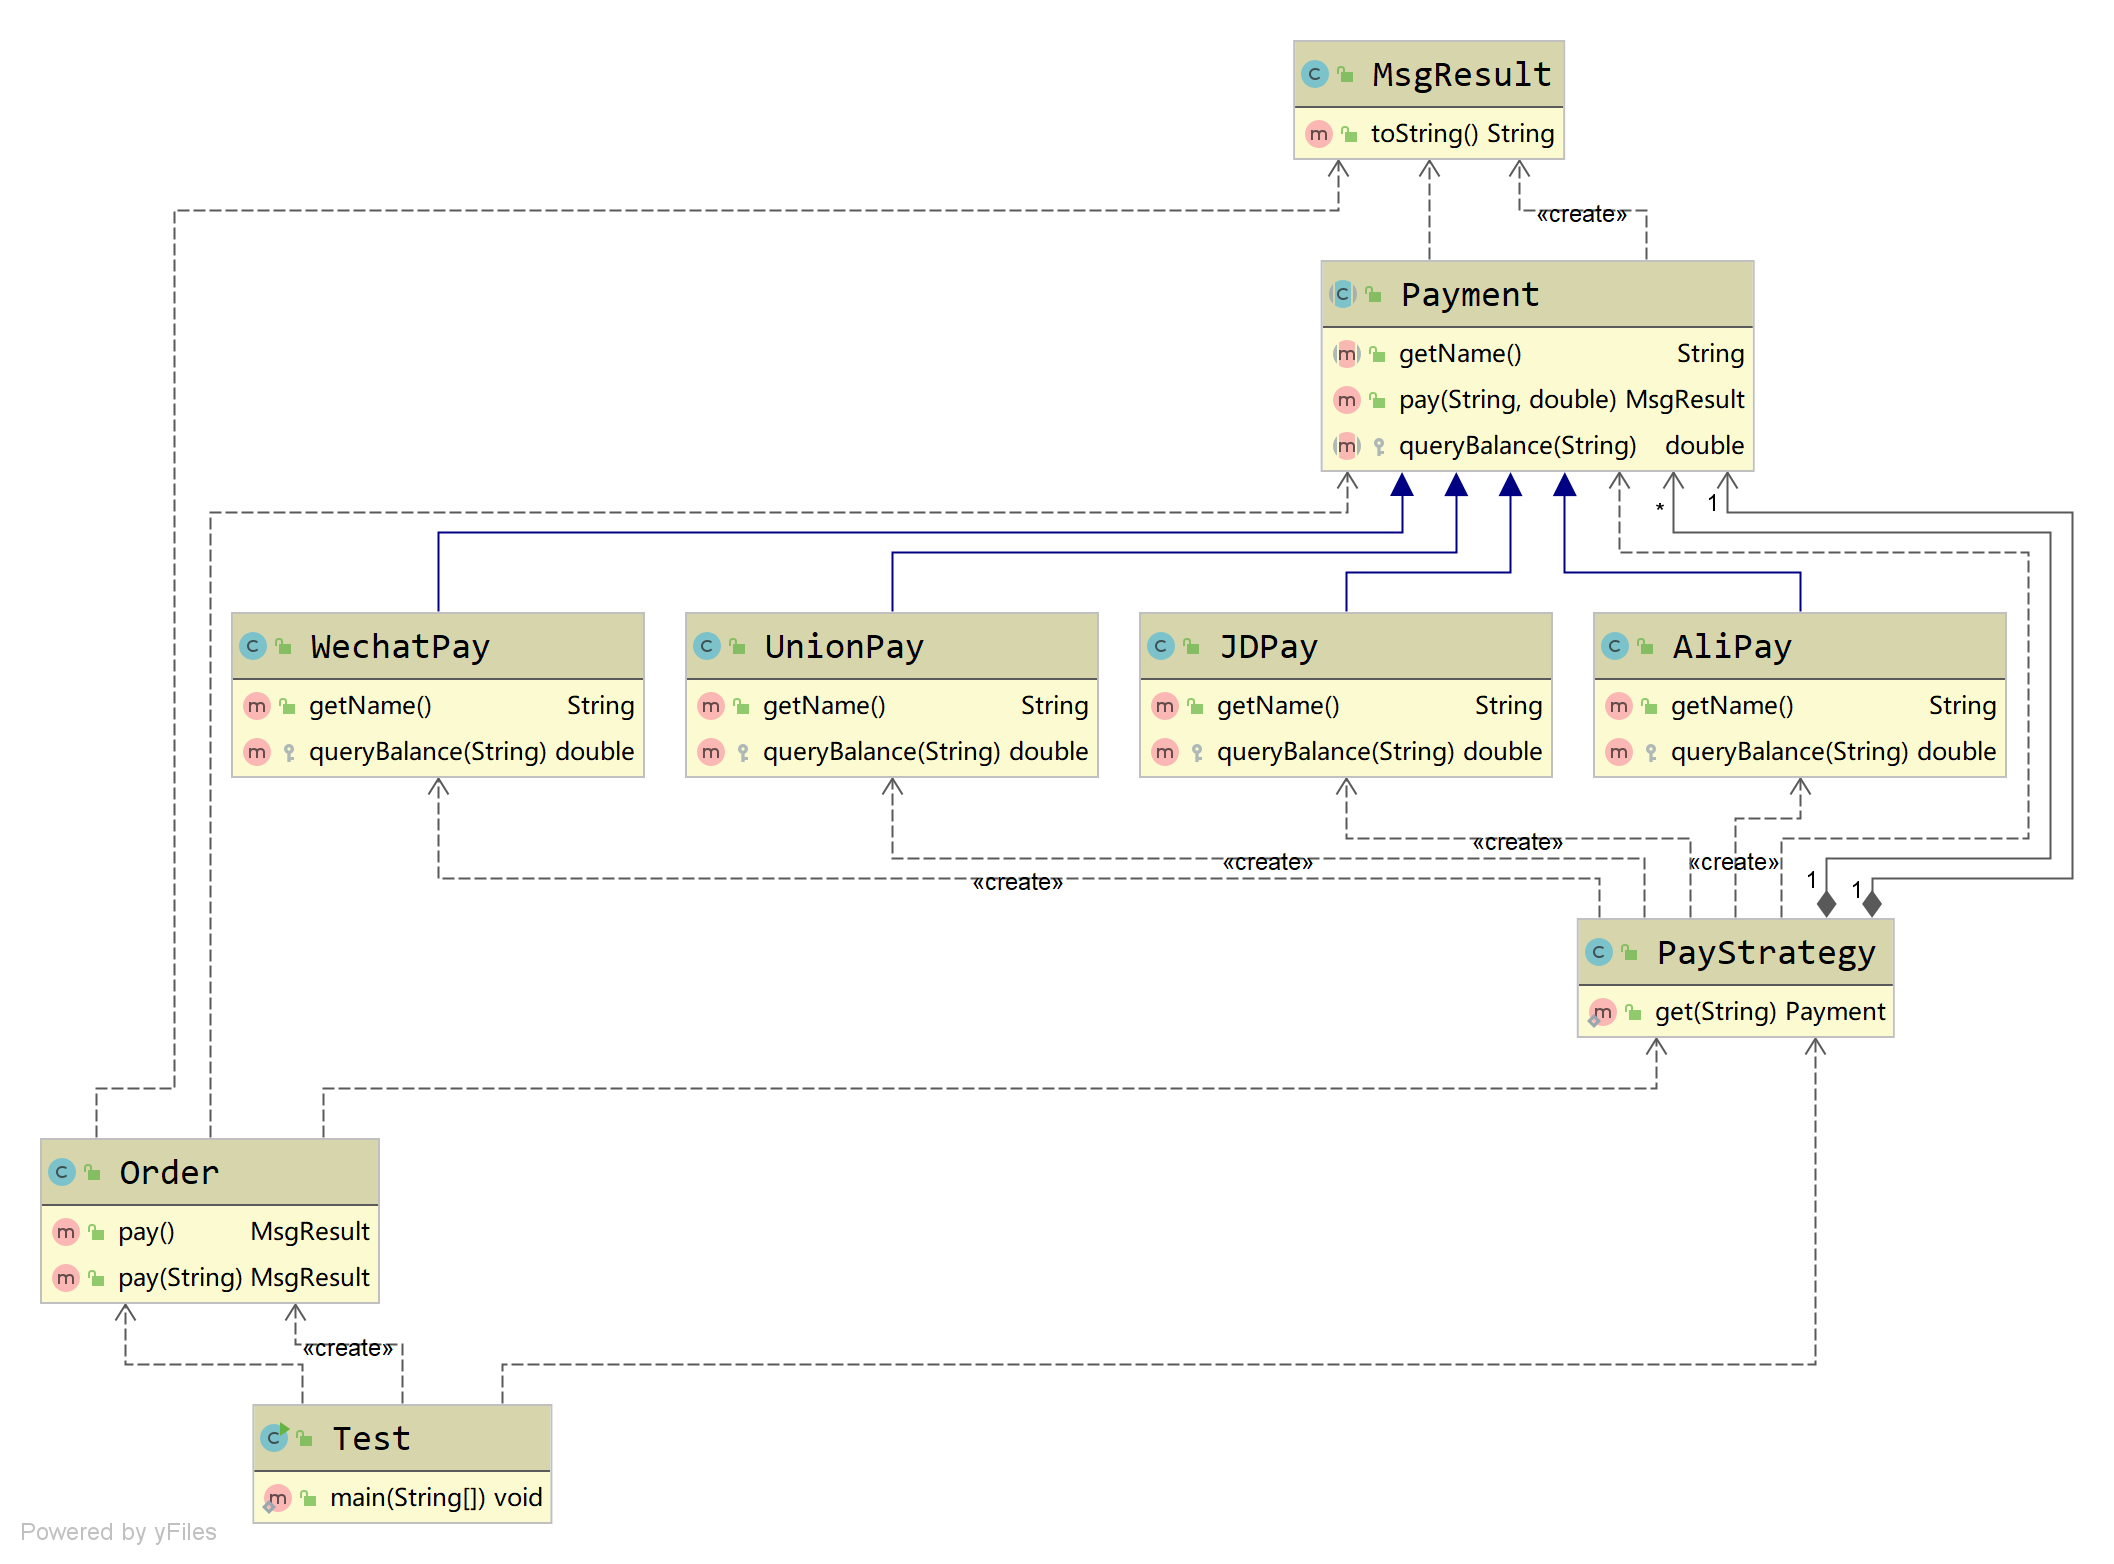 MsgResult
toString() String
«create»
Payment
getName() String
pay(String, double) MsgResult
queryBalance(String) double
* 1
WechatPay
getName() String
queryBalance(String) double
UnionPay
getName() String
queryBalance(String) double
JDPay
getName() String
queryBalance(String) double
AliPay
getName() String
queryBalance(String) double
«create»
«create»
«create»
«create»
1 1
PayStrategy
get(String) Payment
Order
pay() MsgResult
pay(String) MsgResult
«create»
Test
main(String[]) void
Powered by yFiles